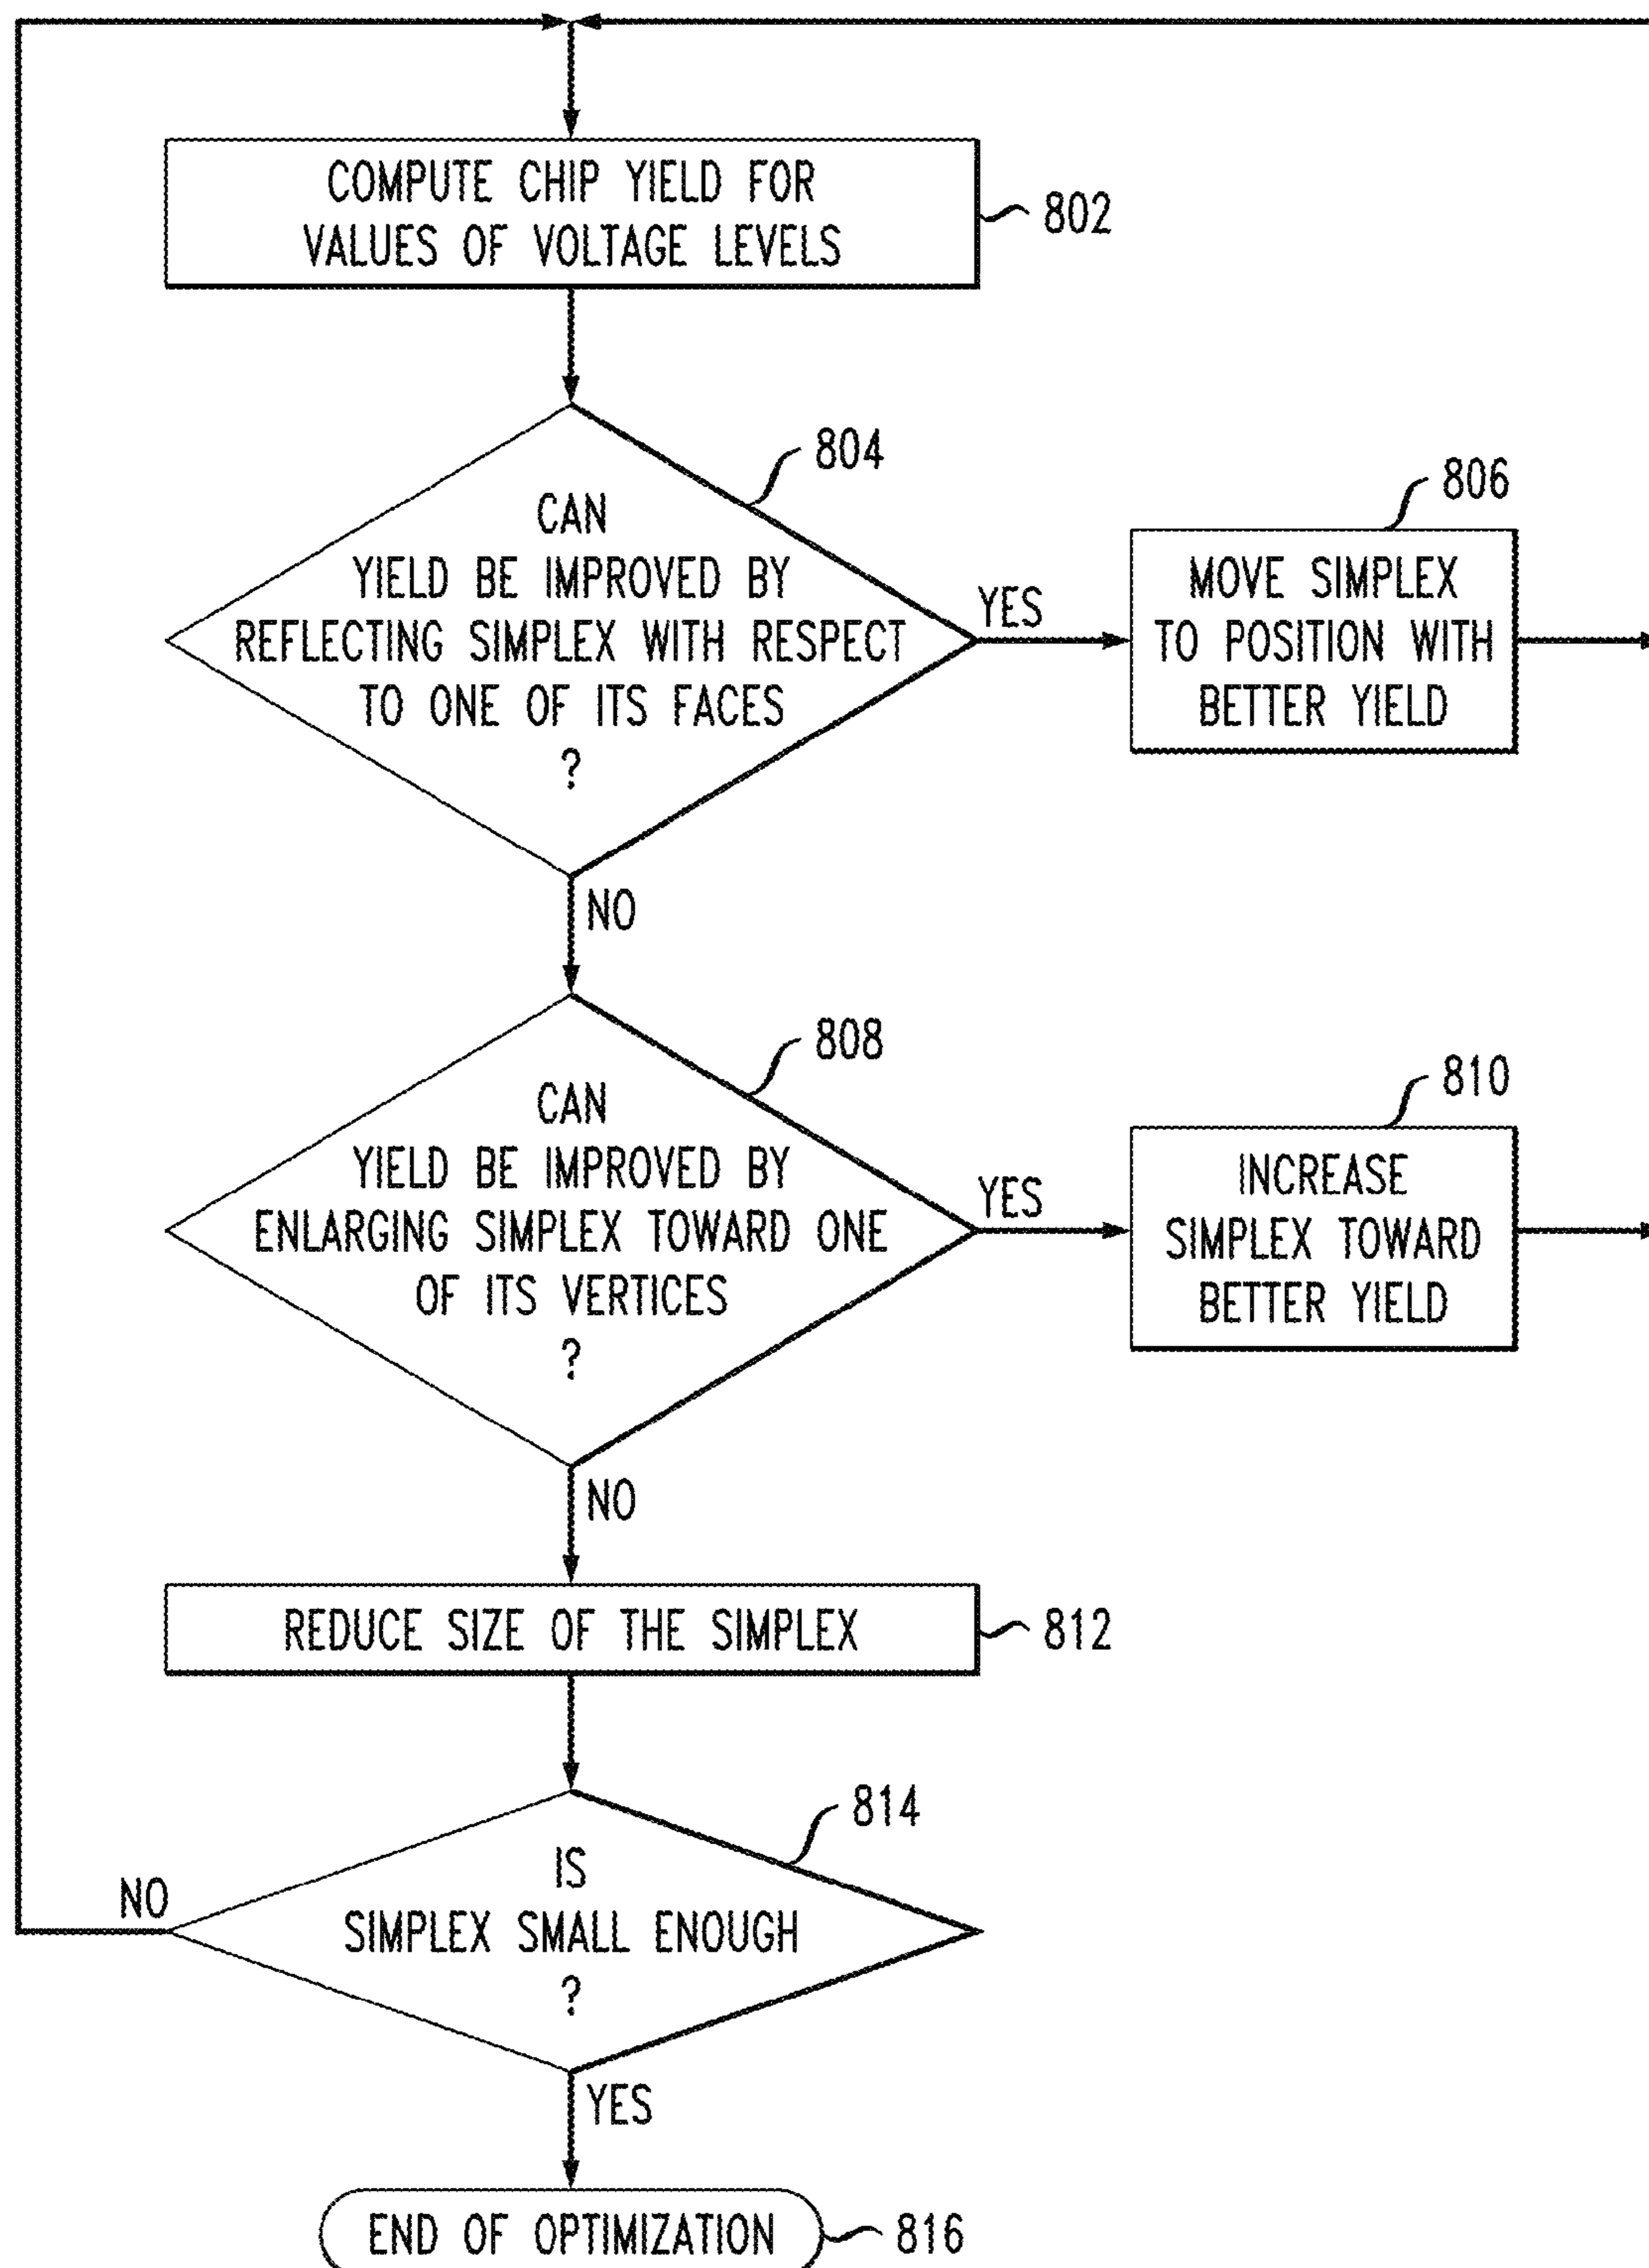 COMPUTE CHIP YIELD FOR
VALUES OF VOLTAGE LEVELS
802
804
CAN
YIELD BE IMPROVED BY
REFLECTING SIMPLEX WITH RESPECT
TO ONE OF ITS FACES
?
YES
806
MOVE SIMPLEX
TO POSITION WITH
BETTER YIELD
NO
808
CAN
YIELD BE IMPROVED BY
ENLARGING SIMPLEX TOWARD ONE
OF ITS VERTICES
?
YES
810
INCREASE
SIMPLEX TOWARD
BETTER YIELD
NO
REDUCE SIZE OF THE SIMPLEX
812
814
IS
SIMPLEX SMALL ENOUGH
?
NO
YES
END OF OPTIMIZATION
816